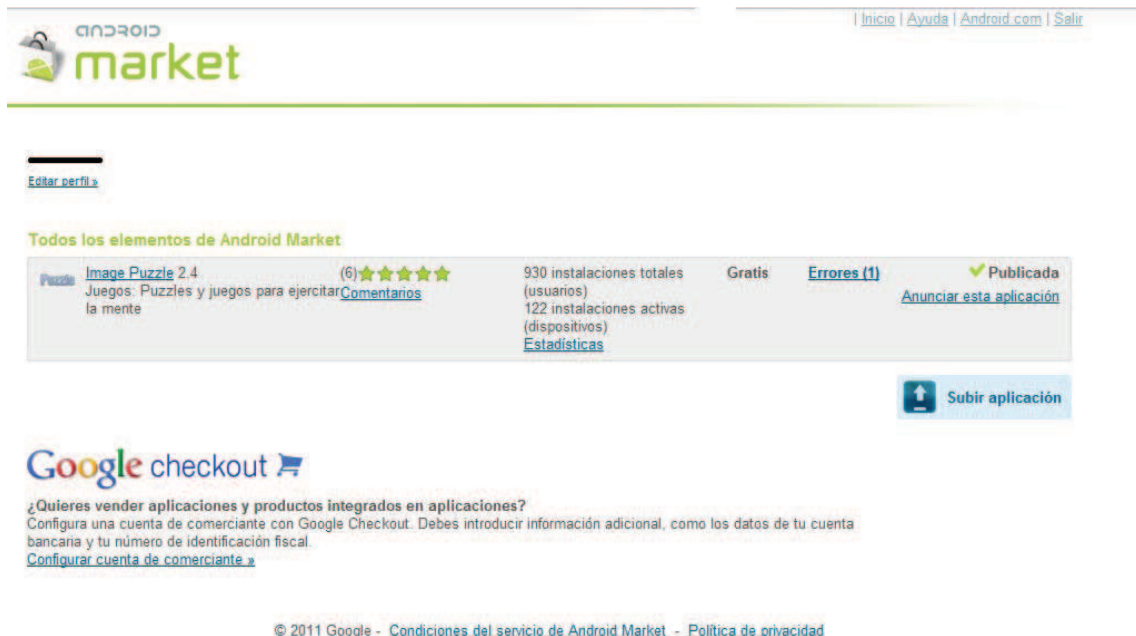 | Inicio | Ayuda | Android.com | Salir
android
market
Editar perfil »
Todos los elementos de Android Market
Puzzle
Image Puzzle 2.4
Juegos: Puzzles y juegos para ejercitar
la mente
(6)
Comentarios
930 instalaciones totales
(usuarios)
122 instalaciones activas
(dispositivos)
Estadísticas
Gratis
Errores (1)
Publicada
Anunciar esta aplicación
Subir aplicación
Google checkout
¿Quieres vender aplicaciones y productos integrados en aplicaciones?
Configura una cuenta de comerciante con Google Checkout. Debes introducir información adicional, como los datos de tu cuenta
bancaria y tu número de identificación fiscal.
Configurar cuenta de comerciante »
© 2011 Google - Condiciones del servicio de Android Market - Política de privacidad